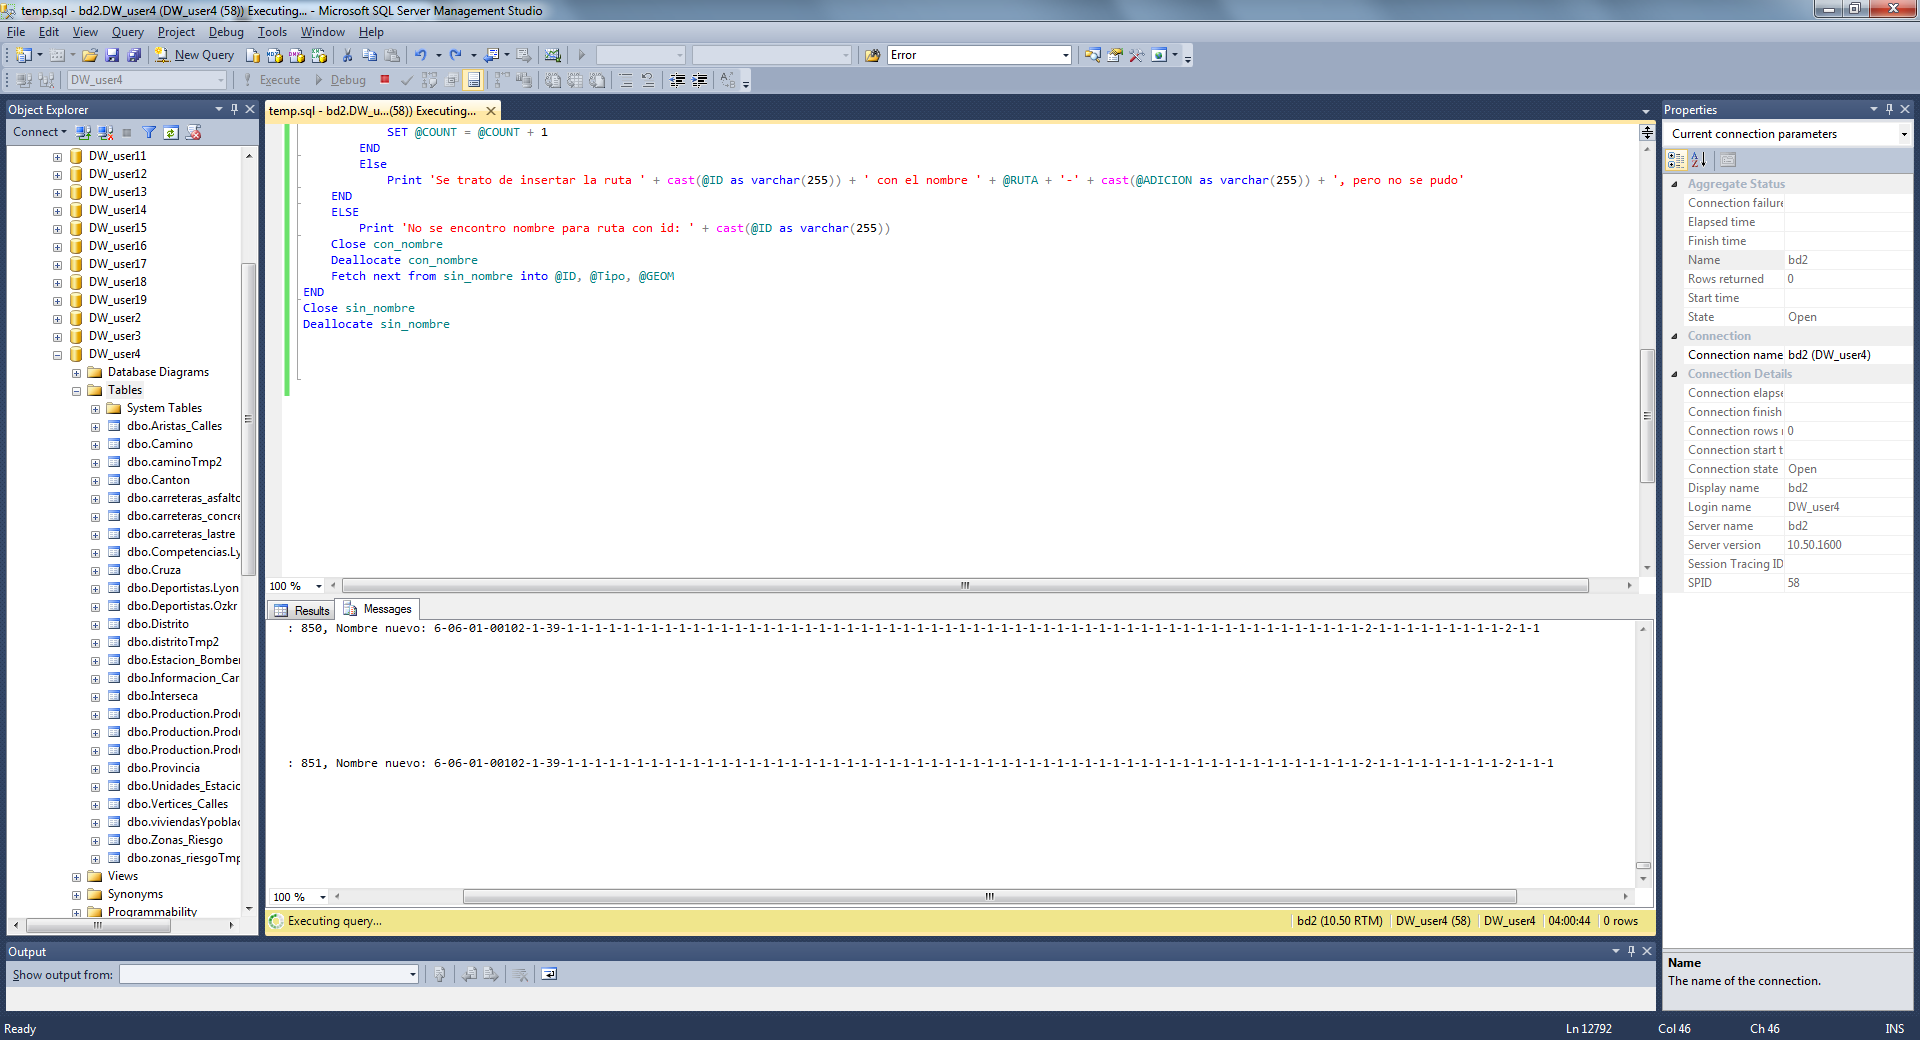 temp.sql - bd2.DW_user4 (DW_user4 (58)) Executing... - Microsoft SQL Server Management Studio
File Edit View Query Project Debug Tools Window Help
New Query Error
DW_user4 Execute Debug
Object Explorer
Connect
DW_user11
DW_user12
DW_user13
DW_user14
DW_user15
DW_user16
DW_user17
DW_user18
DW_user19
DW_user2
DW_user3
DW_user4
Database Diagrams
Tables
System Tables
dbo.Aristas_Calles
dbo.Camino
dbo.caminoTmp2
dbo.Canton
dbo.carreteras_asfalto
dbo.carreteras_concre
dbo.carreteras_lastre
dbo.Competencias.Ly
dbo.Cruza
dbo.Deportistas.Lyon
dbo.Deportistas.Ozkr
dbo.Distrito
dbo.distritoTmp2
dbo.Estacion_Bomber
dbo.Informacion_Car
dbo.Interseca
dbo.Production.Produ
dbo.Production.Produ
dbo.Production.Produ
dbo.Provincia
dbo.Unidades_Estacio
dbo.Vertices_Calles
dbo.viviendasYpoblac
dbo.Zonas_Riesgo
dbo.zonas_riesgoTmp
Views
Synonyms
Programmability
temp.sql - bd2.DW_u...(58)) Executing...
SET @COUNT = @COUNT + 1
END
Else
Print 'Se trato de insertar la ruta ' + cast(@ID as varchar(255)) + ' con el nombre ' + @RUTA + '-' + cast(@ADICION as varchar(255)) + ', pero no se pudo'
END
ELSE
Print 'No se encontro nombre para ruta con id: ' + cast(@ID as varchar(255))
Close con_nombre
Deallocate con_nombre
Fetch next from sin_nombre into @ID, @Tipo, @GEOM
END
Close sin_nombre
Deallocate sin_nombre
100 %
Results Messages
: 850, Nombre nuevo: 6-06-01-00102-1-39-1-1-1-1-1-1-1-1-1-1-1-1-1-1-1-1-1-1-1-1-1-1-1-1-1-1-1-1-1-1-1-1-1-1-1-1-1-1-1-1-1-1-1-1-1-1-1-1-1-1-1-1-1-1-1-1-1-2-1-1-1-1-1-1-1-1-1-2-1-1
: 851, Nombre nuevo: 6-06-01-00102-1-39-1-1-1-1-1-1-1-1-1-1-1-1-1-1-1-1-1-1-1-1-1-1-1-1-1-1-1-1-1-1-1-1-1-1-1-1-1-1-1-1-1-1-1-1-1-1-1-1-1-1-1-1-1-1-1-1-1-2-1-1-1-1-1-1-1-1-1-2-1-1-1
100 %
Executing query... bd2 (10.50 RTM) DW_user4 (58) DW_user4 04:00:44 0 rows
Properties
Current connection parameters
Aggregate Status
Connection failure
Elapsed time
Finish time
Name bd2
Rows returned 0
Start time
State Open
Connection
Connection name bd2 (DW_user4)
Connection Details
Connection elapse
Connection finish
Connection rows r 0
Connection start t
Connection state Open
Display name bd2
Login name DW_user4
Server name bd2
Server version 10.50.1600
Session Tracing ID
SPID 58
Name
The name of the connection.
Output
Show output from:
Ready Ln 12792 Col 46 Ch 46 INS